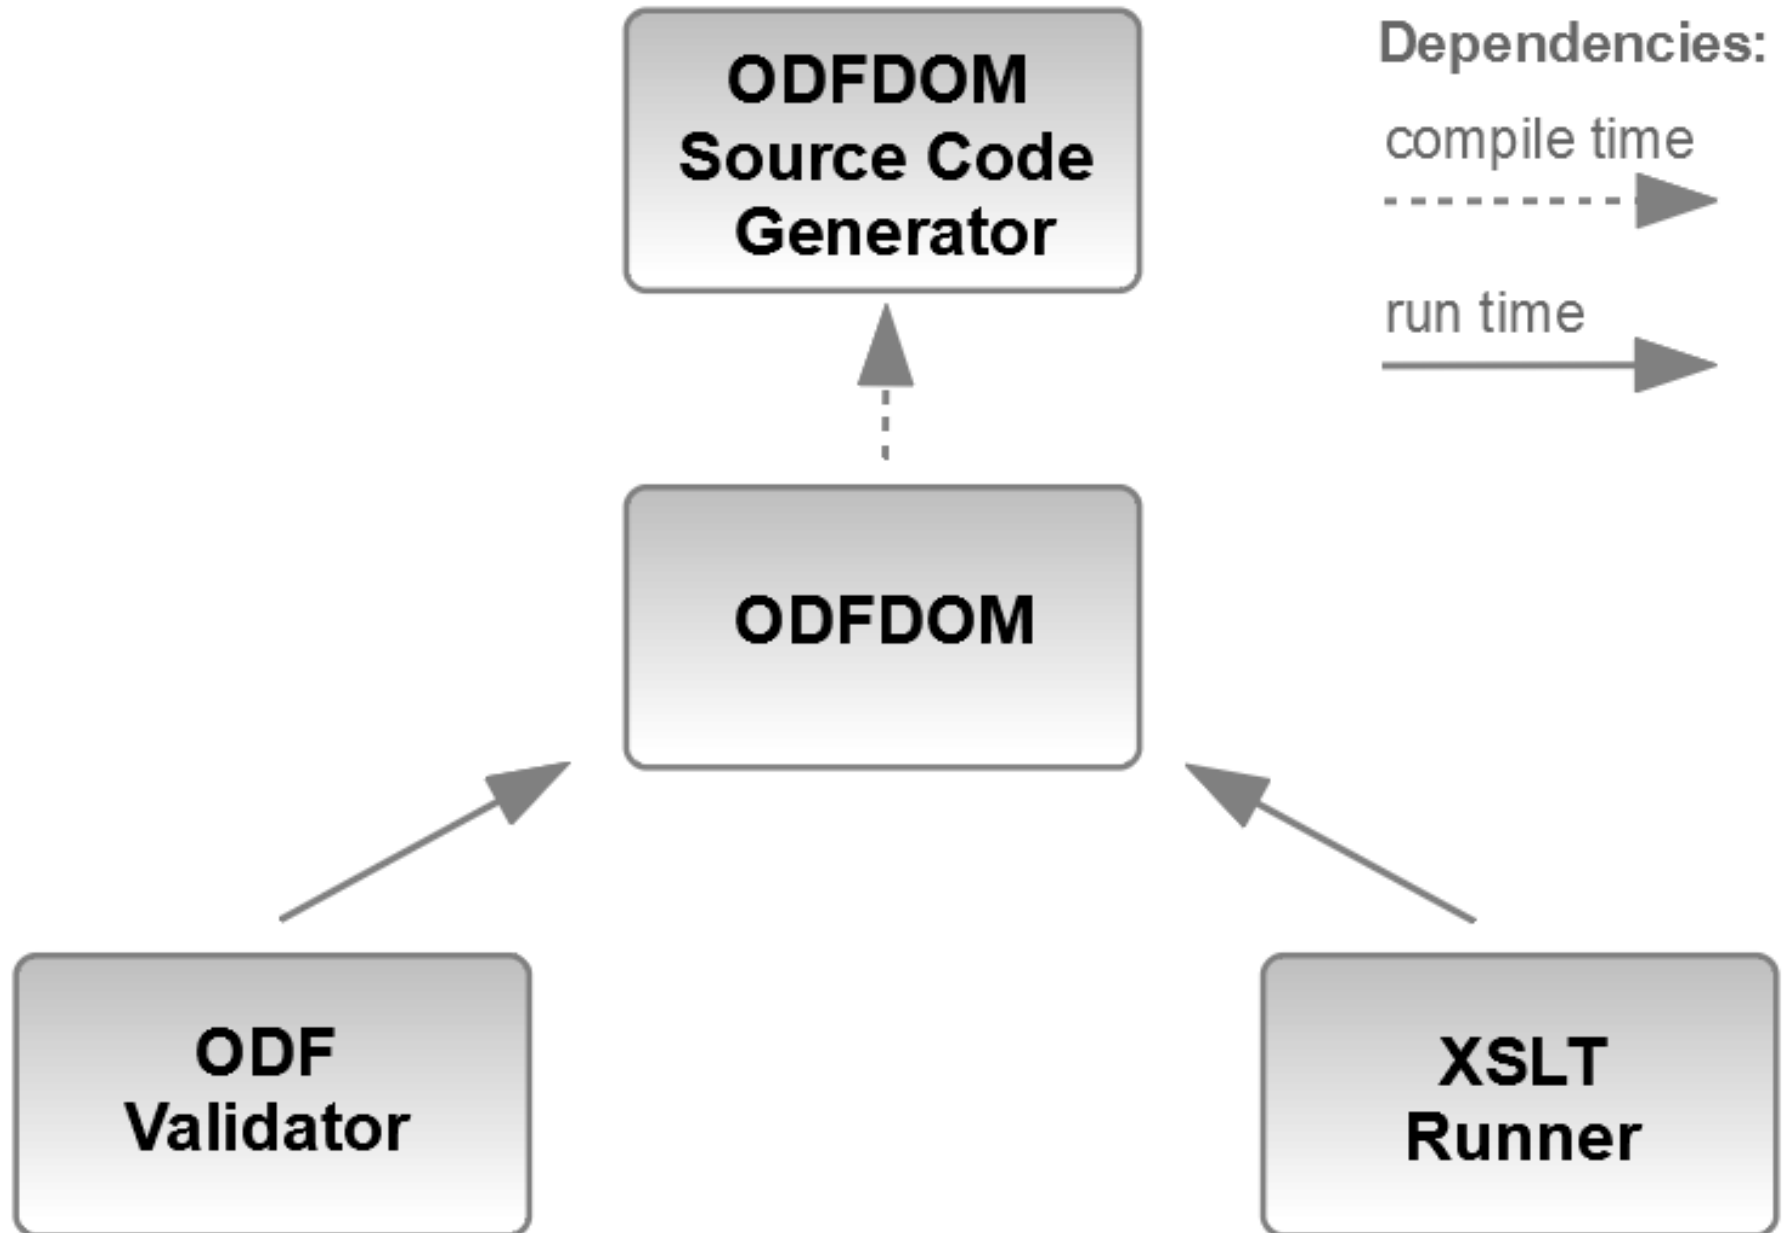 ODFDOM
Source Code
Generator
Dependencies:
compile time
run time
ODFDOM
ODF
Validator
XSLT
Runner